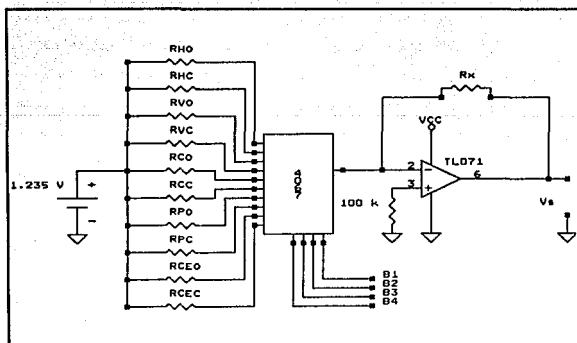 RHO
RHC
RVO
RVC
RCO
RCC
RPO
RPC
RCEO
RCEC
1.235 V
+
-
4067
B1
B2
B3
B4
Rx
VCC
TL071
2
3
6
-
+
100 k
Vs